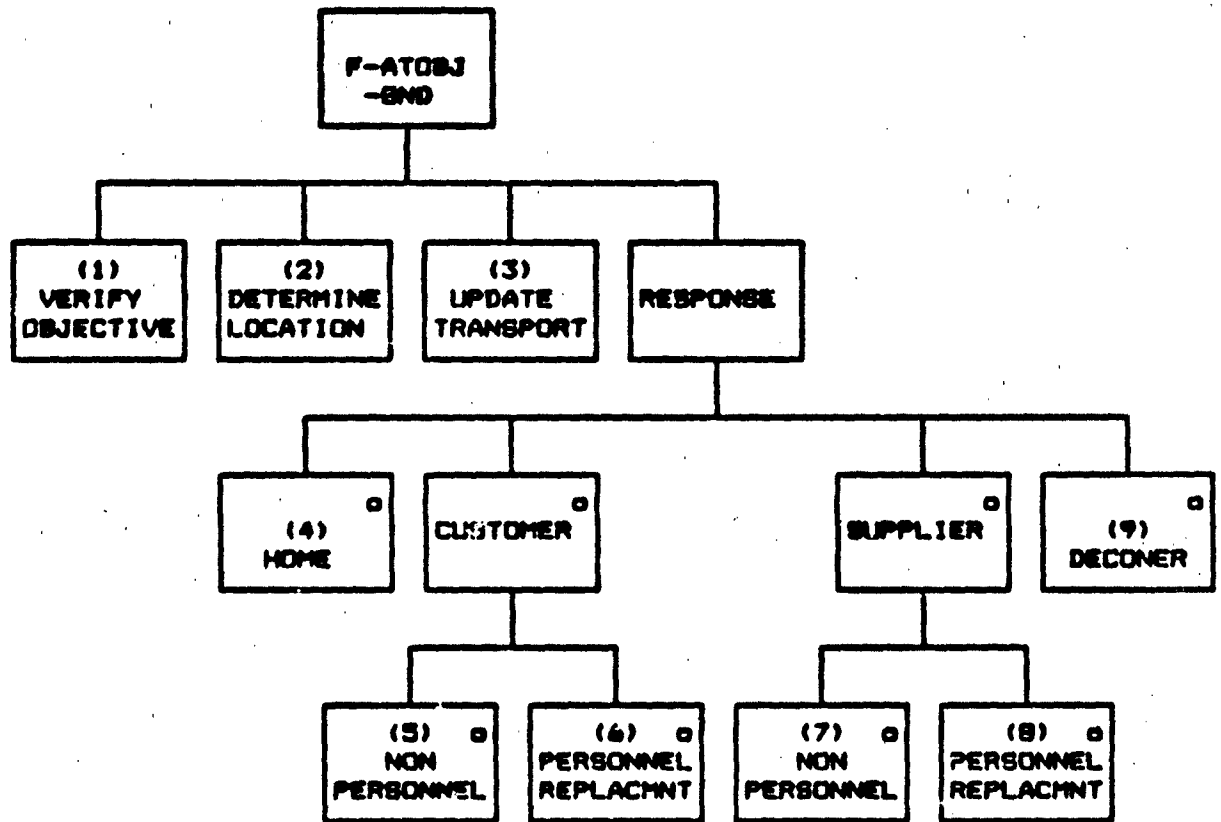 F-ATOBJ
-GND
(1)
VERIFY
OBJECTIVE
(2)
DETERMINE
LOCATION
(3)
UPDATE
TRANSPORT
RESPONSE
o
(4)
HOME
o
CUSTOMER
o
SUPPLIER
o
(9)
DECONER
(5) o
NON
PERSONNEL
(6) o
PERSONNEL
REPLACMNT
(7) o
NON
PERSONNEL
(8) o
PERSONNEL
REPLACMNT